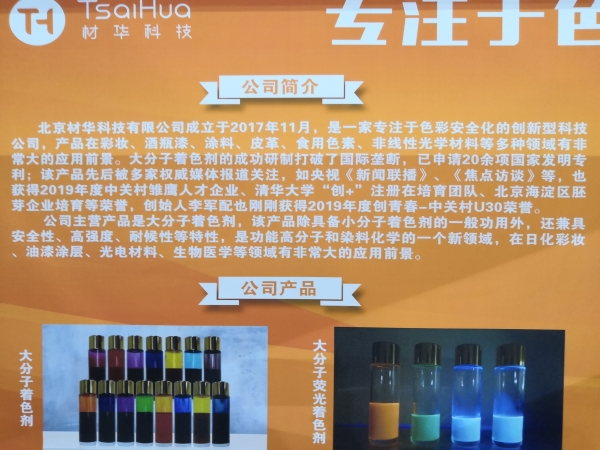 TH
TsaiHua
材华科技
专注于色
公司简介
北京材华科技有限公司成立于2017年11月，是一家专注于色彩安全化的创新型科技
公司，产品在彩妆、酒瓶漆、涂料、皮革、食用色素、非线性光学材料等多种领域有非
常大的应用前景。大分子着色剂的成功研制打破了国际垄断，已申请20余项国家发明专
利；该产品先后被多家权威媒体报道关注，如央视《新闻联播》、《焦点访谈》等，也
获得2019年度中关村雏鹰人才企业、清华大学“创+”注册在培育团队、北京海淀区胚
芽企业培育等荣誉，创始人李军配也刚刚获得2019年度创青春-中关村U30荣誉。
公司主营产品是大分子着色剂，该产品除具备小分子着色剂的一般功用外，还兼具
安全性、高强度、耐候性等特性，是功能高分子和染料化学的一个新领域，在日化彩妆
、油漆涂层、光电材料、生物医学等领域有非常大的应用前景。
公司产品
大分子着色剂
大分子荧光着色剂